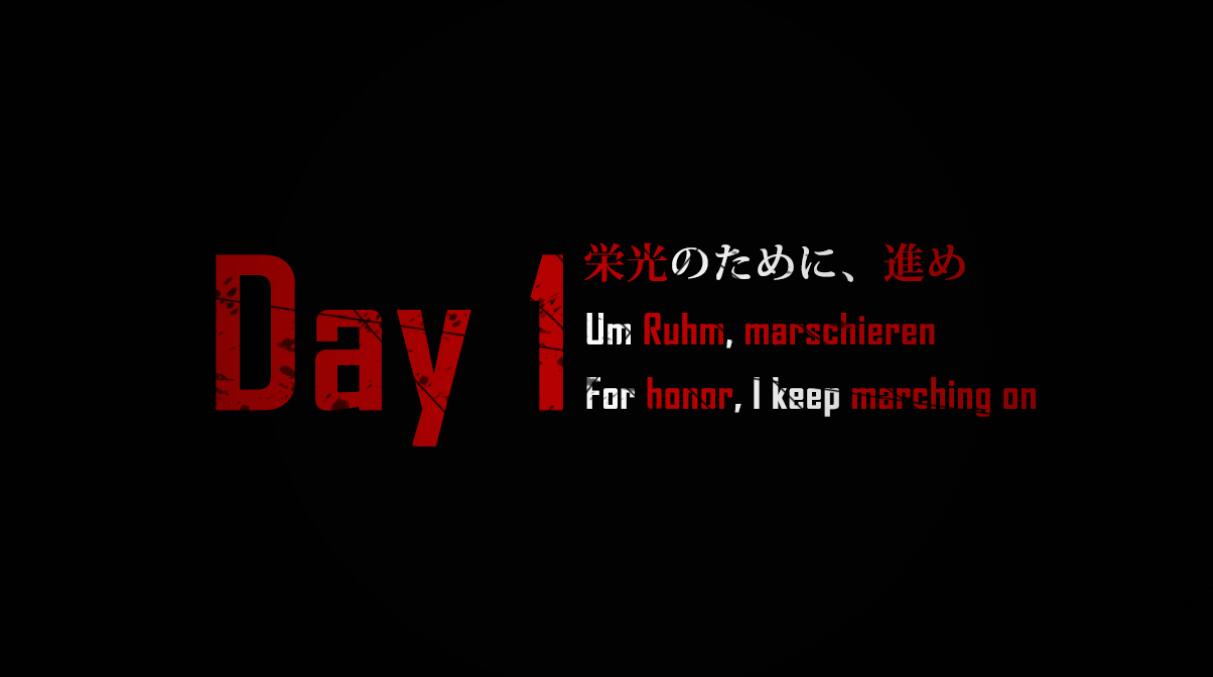 Day 1
栄光のために、進め
Um Ruhm, marschieren
For honor, I keep marching on